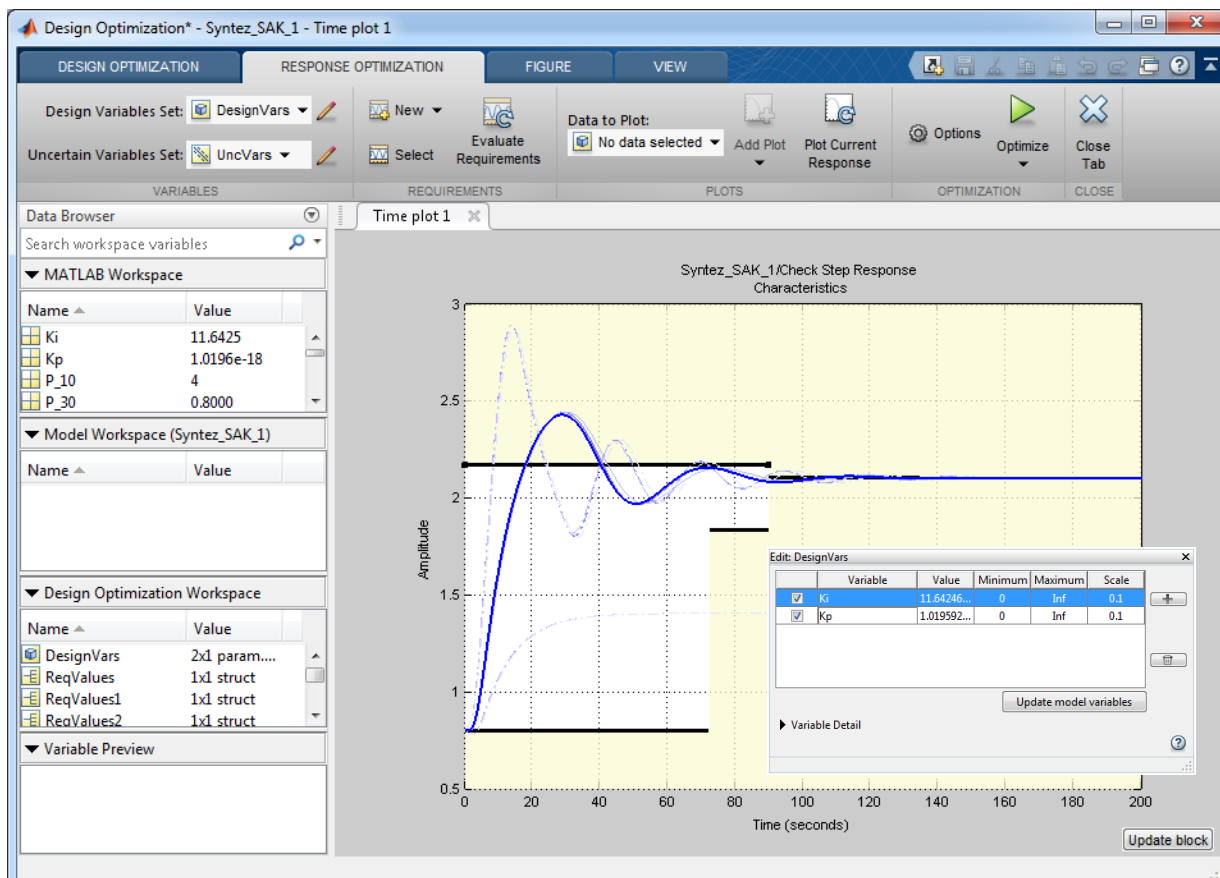 Design Optimization* - Syntez_SAK_1 - Time plot 1
DESIGN OPTIMIZATION
RESPONSE OPTIMIZATION
FIGURE
VIEW
Design Variables Set:
DesignVars
Uncertain Variables Set:
UncVars
VARIABLES
New
Select
Evaluate
Requirements
REQUIREMENTS
Data to Plot:
No data selected
Add Plot
Plot Current
Response
PLOTS
Options
Optimize
OPTIMIZATION
Close
Tab
CLOSE
Data Browser
Search workspace variables
MATLAB Workspace
Name Value
Ki 11.6425
Kp 1.0196e-18
P_10 4
P_30 0.8000
Model Workspace (Syntez_SAK_1)
Name Value
Design Optimization Workspace
Name Value
DesignVars 2x1 param....
ReqValues 1x1 struct
ReqValues1 1x1 struct
ReqValues2 1x1 struct
Variable Preview
Time plot 1
Syntez_SAK_1/Check Step Response
Characteristics
Amplitude
3
2.5
2
1.5
1
0.5
0 20 40 60 80 100 120 140 160 180 200
Time (seconds)
Edit: DesignVars
Variable Value Minimum Maximum Scale
Ki 11.64246... 0 Inf 0.1
Kp 1.019592... 0 Inf 0.1
Update model variables
Variable Detail
Update block